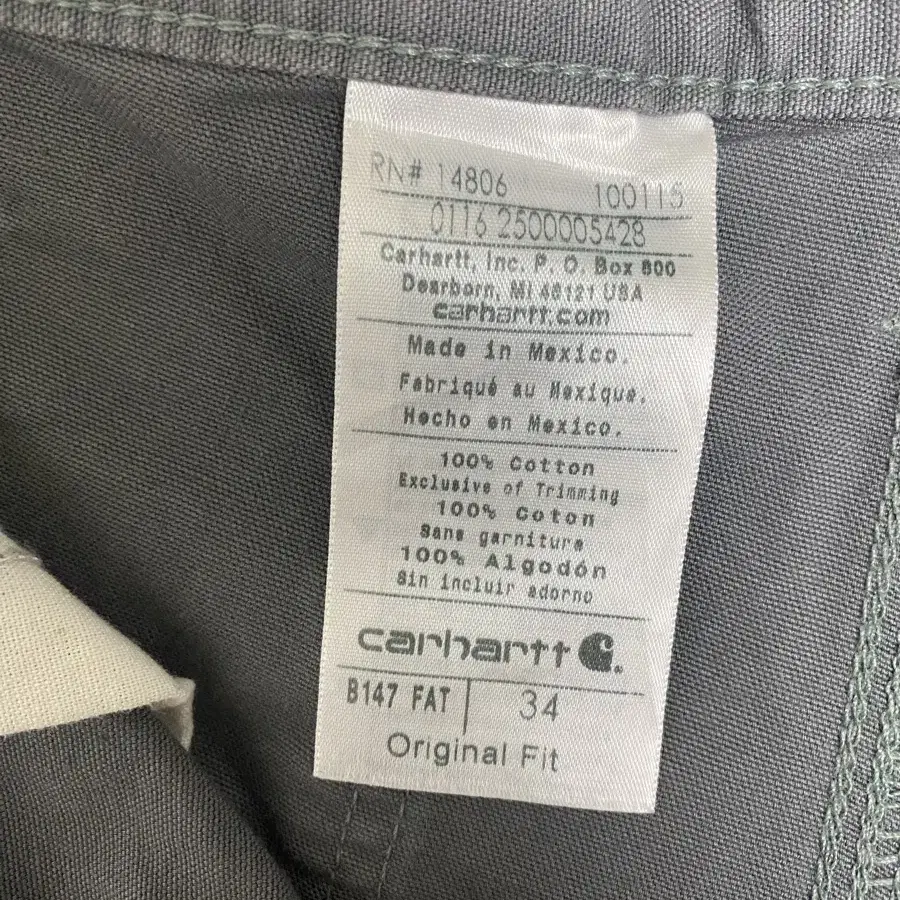 RN# 14806 100115
0116 2500005428
Carhartt, Inc. P. O. Box 600
Dearborn, MI 48121 USA
carhartt.com
Made in Mexico.
Fabriqué au Mexique.
Hecho en Mexico.
100% Cotton
Exclusive of Trimming
100% Coton
Sans garniture
100% Algodón
Sin incluir adorno
carhartt
B147 FAT 34
Original Fit